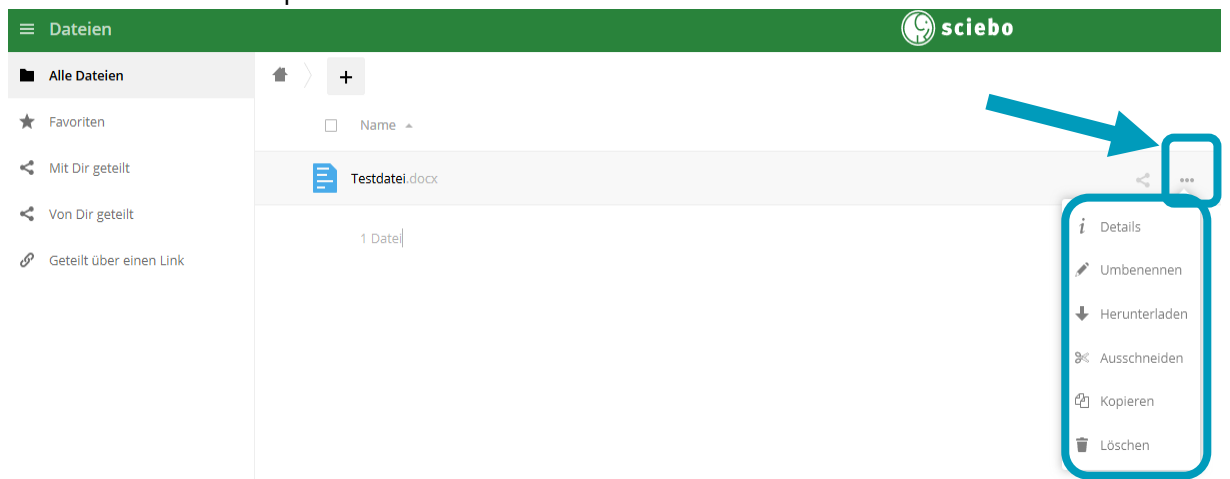 Dateien
sciebo
Alle Dateien
Favoriten
Mit Dir geteilt
Von Dir geteilt
Geteilt über einen Link
+
Name
Testdatei.docx
1 Datei
Details
Umbenennen
Herunterladen
Ausschneiden
Kopieren
Löschen